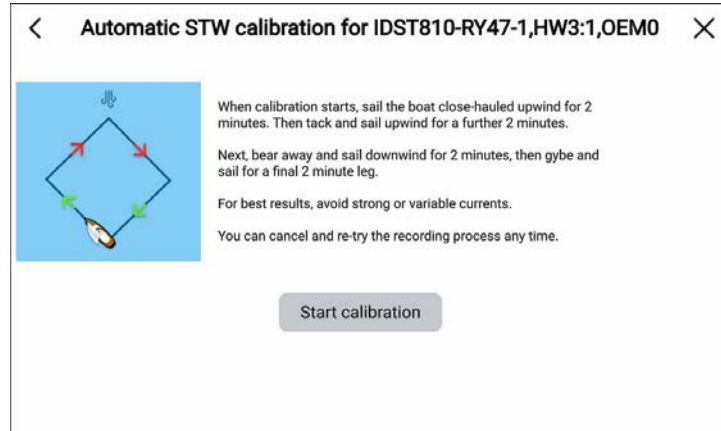 Automatic STW calibration for IDST810-RY47-1,HW3:1,OEM0
When calibration starts, sail the boat close-hauled upwind for 2
minutes. Then tack and sail upwind for a further 2 minutes.
Next, bear away and sail downwind for 2 minutes, then gybe and
sail for a final 2 minute leg.
For best results, avoid strong or variable currents.
You can cancel and re-try the recording process any time.
Start calibration